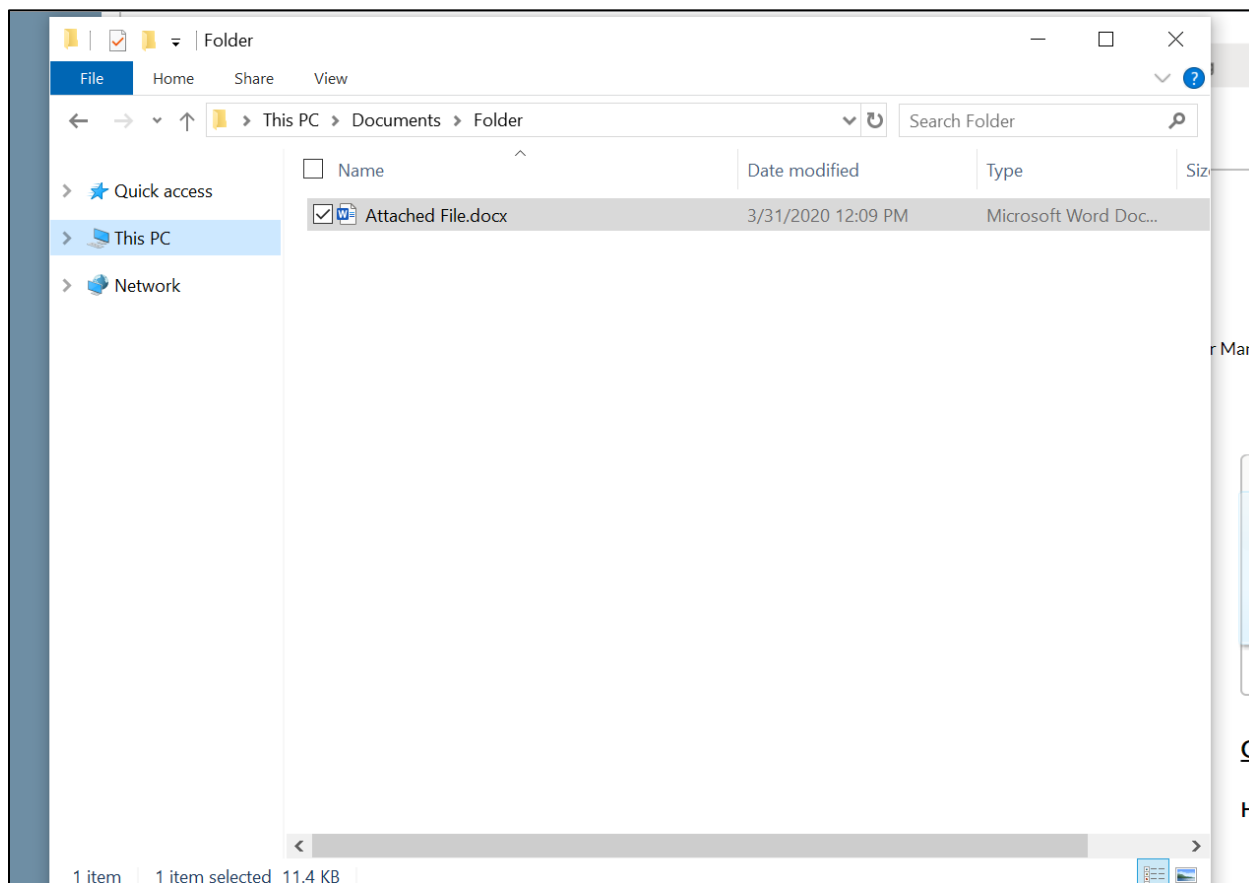 Folder
File Home Share View
This PC > Documents > Folder
Search Folder
Name Date modified Type
Quick access
Attached File.docx 3/31/2020 12:09 PM Microsoft Word Doc...
This PC
Network
1 item 1 item selected 11.4 KB